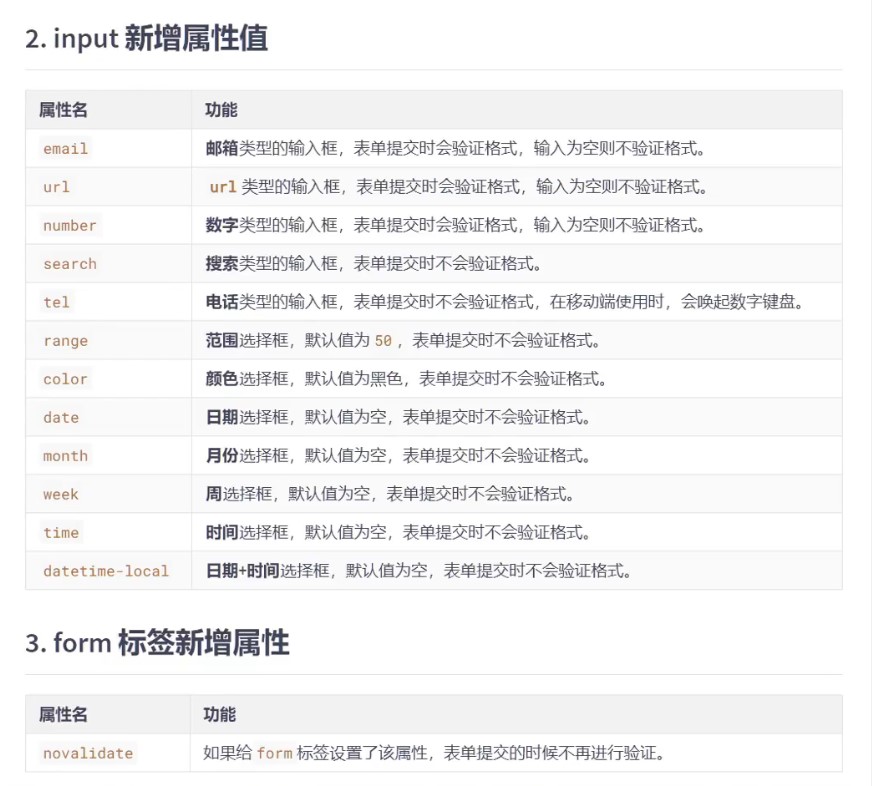 2. input 新增属性值
属性名 功能
email 邮箱类型的输入框，表单提交时会验证格式，输入为空则不验证格式。
url url 类型的输入框，表单提交时会验证格式，输入为空则不验证格式。
number 数字类型的输入框，表单提交时会验证格式，输入为空则不验证格式。
search 搜索类型的输入框，表单提交时不会验证格式。
tel 电话类型的输入框，表单提交时不会验证格式，在移动端使用时，会唤起数字键盘。
range 范围选择框，默认值为 50 ，表单提交时不会验证格式。
color 颜色选择框，默认值为黑色，表单提交时不会验证格式。
date 日期选择框，默认值为空，表单提交时不会验证格式。
month 月份选择框，默认值为空，表单提交时不会验证格式。
week 周选择框，默认值为空，表单提交时不会验证格式。
time 时间选择框，默认值为空，表单提交时不会验证格式。
datetime-local 日期+时间选择框，默认值为空，表单提交时不会验证格式。
3. form 标签新增属性
属性名 功能
novalidate 如果给 form 标签设置了该属性，表单提交的时候不再进行验证。